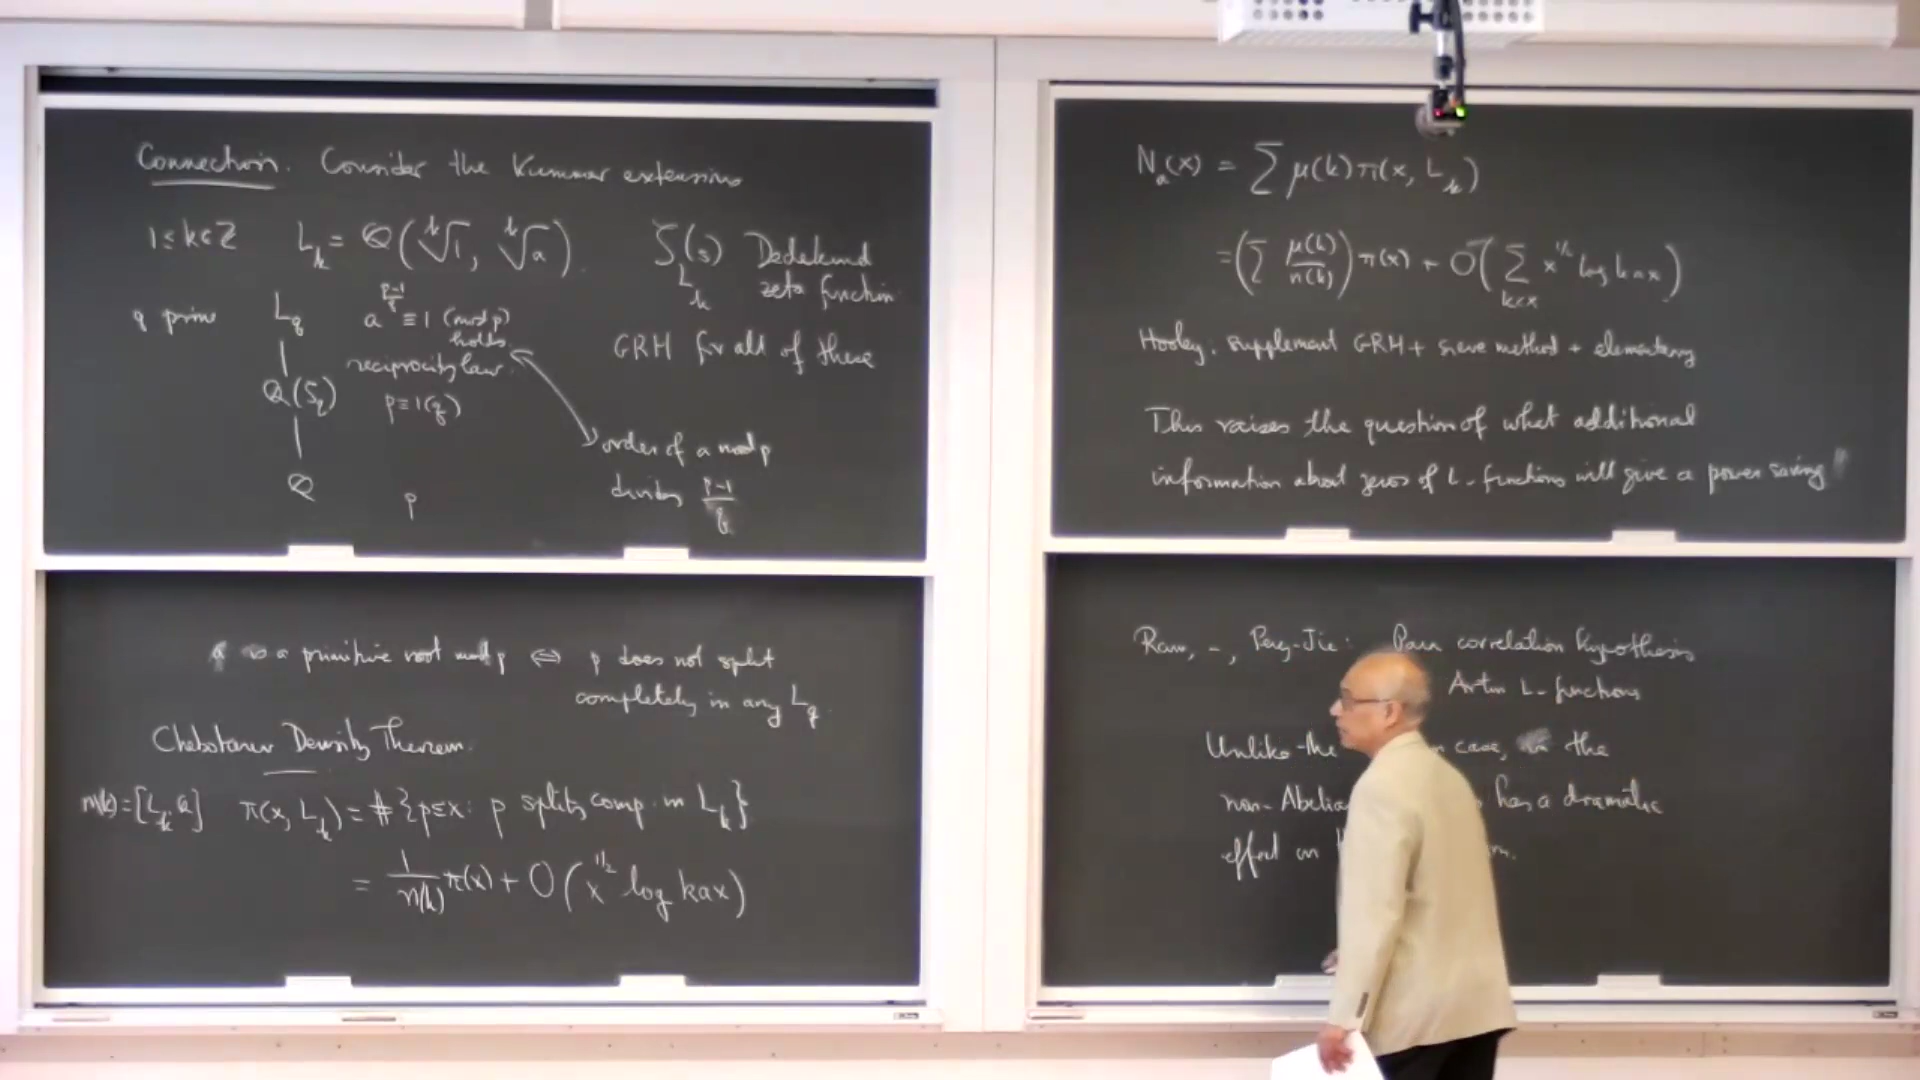 Connection. Consider the Kummer extensions
1 ≤ k ∈ Z L_k = Q(ᵏ√1, ᵏ√a). ζ_{L_k}(s) Dedekind
zeta function
q prime L_q a^{(p-1)/q} ≡ 1 (mod p)
holds
GRH for all of these
reciprocity law
Q(ζ_q) p ≡ 1 (q)
order of a mod p
dividing (p-1)/q
Q p
a is a primitive root mod p ⇔ p does not split
completely in any L_q.
Chebotarev Density Theorem.
n(k) = [L_k:Q] π(x, L_k) = #{p ≤ x: p splits comp. in L_k}
= 1/n(k) π(x) + O(x^{1/2} log kax)
N_a(x) = ∑ μ(k) π(x, L_k)
= (∑ μ(k)/n(k)) π(x) + O(∑_{k<x} x^{1/2} log kax)
Hooley: supplement GRH + sieve method + elementary
This raises the question of what additional
information about zeros of L-functions will give a power saving
Ram, -, Peng-Jie: Pair correlation hypothesis
Artin L-functions
Unlike the case, in the
non-Abelian has a dramatic
effect on